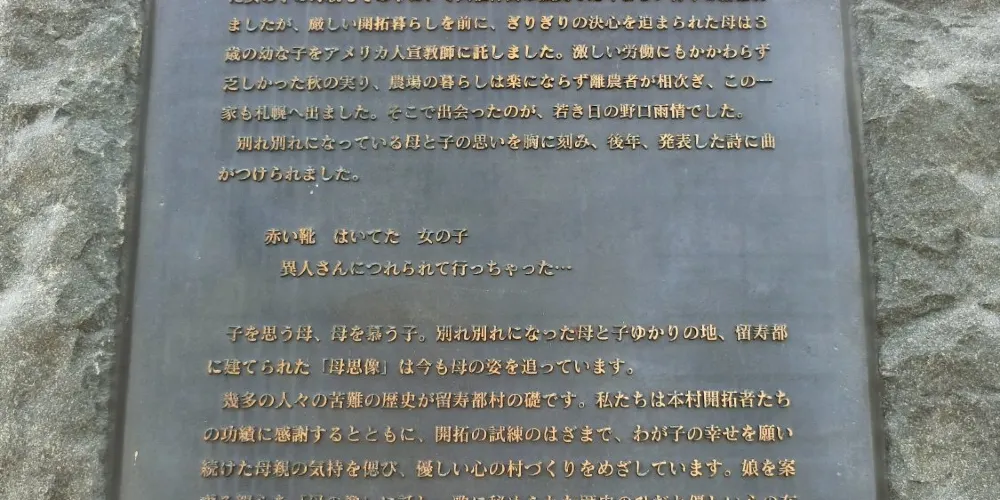 ましたが、厳しい開拓暮らしを前に、ぎりぎりの決心を迫られた母は3
歳の幼な子をアメリカ人宣教師に託しました。激しい労働にもかかわらず
乏しかった秋の実り、農場の暮らしは楽にならず離農者が相次ぎ、この一
家も札幌へ出ました。そこで出会ったのが、若き日の野口雨情でした。
別れ別れになっている母と子の思いを胸に刻み、後年、発表した詩に曲
がつけられました。
赤い靴 はいてた 女の子
異人さんにつれられて行っちゃった…
子を思う母、母を慕う子。別れ別れになった母と子ゆかりの地、留寿都
に建てられた「母思像」は今も母の姿を追っています。
幾多の人々の苦難の歴史が留寿都村の礎です。私たちは本村開拓者たち
の功績に感謝するとともに、開拓の試練のはざまで、わが子の幸せを願い
続けた母親の気持を偲び、優しい心の村づくりをめざしています。娘を案